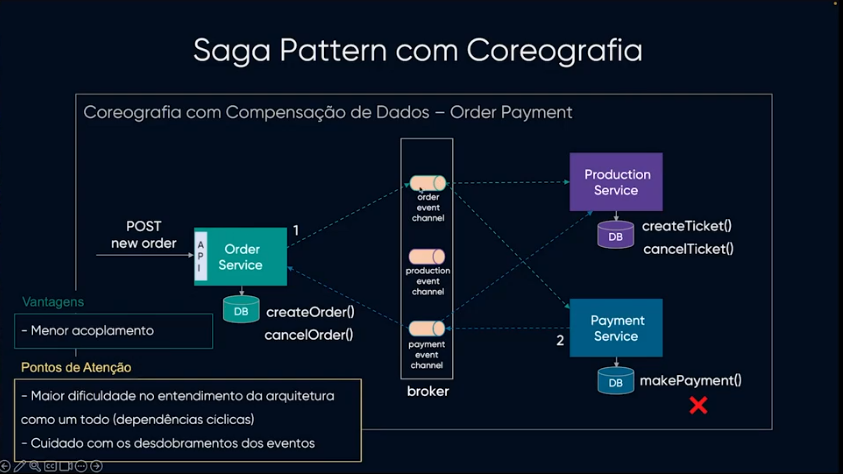 Saga Pattern com Coreografia
Coreografia com Compensação de Dados – Order Payment
POST
new order
API
Order
Service
1
DB
createOrder()
cancelOrder()
order
event
channel
production
event
channel
payment
event
channel
broker
Production
Service
DB
createTicket()
cancelTicket()
Payment
Service
2
DB
makePayment()
Vantagens
- Menor acoplamento
Pontos de Atenção
- Maior dificuldade no entendimento da arquitetura
como um todo (dependências cíclicas)
- Cuidado com os desdobramentos dos eventos